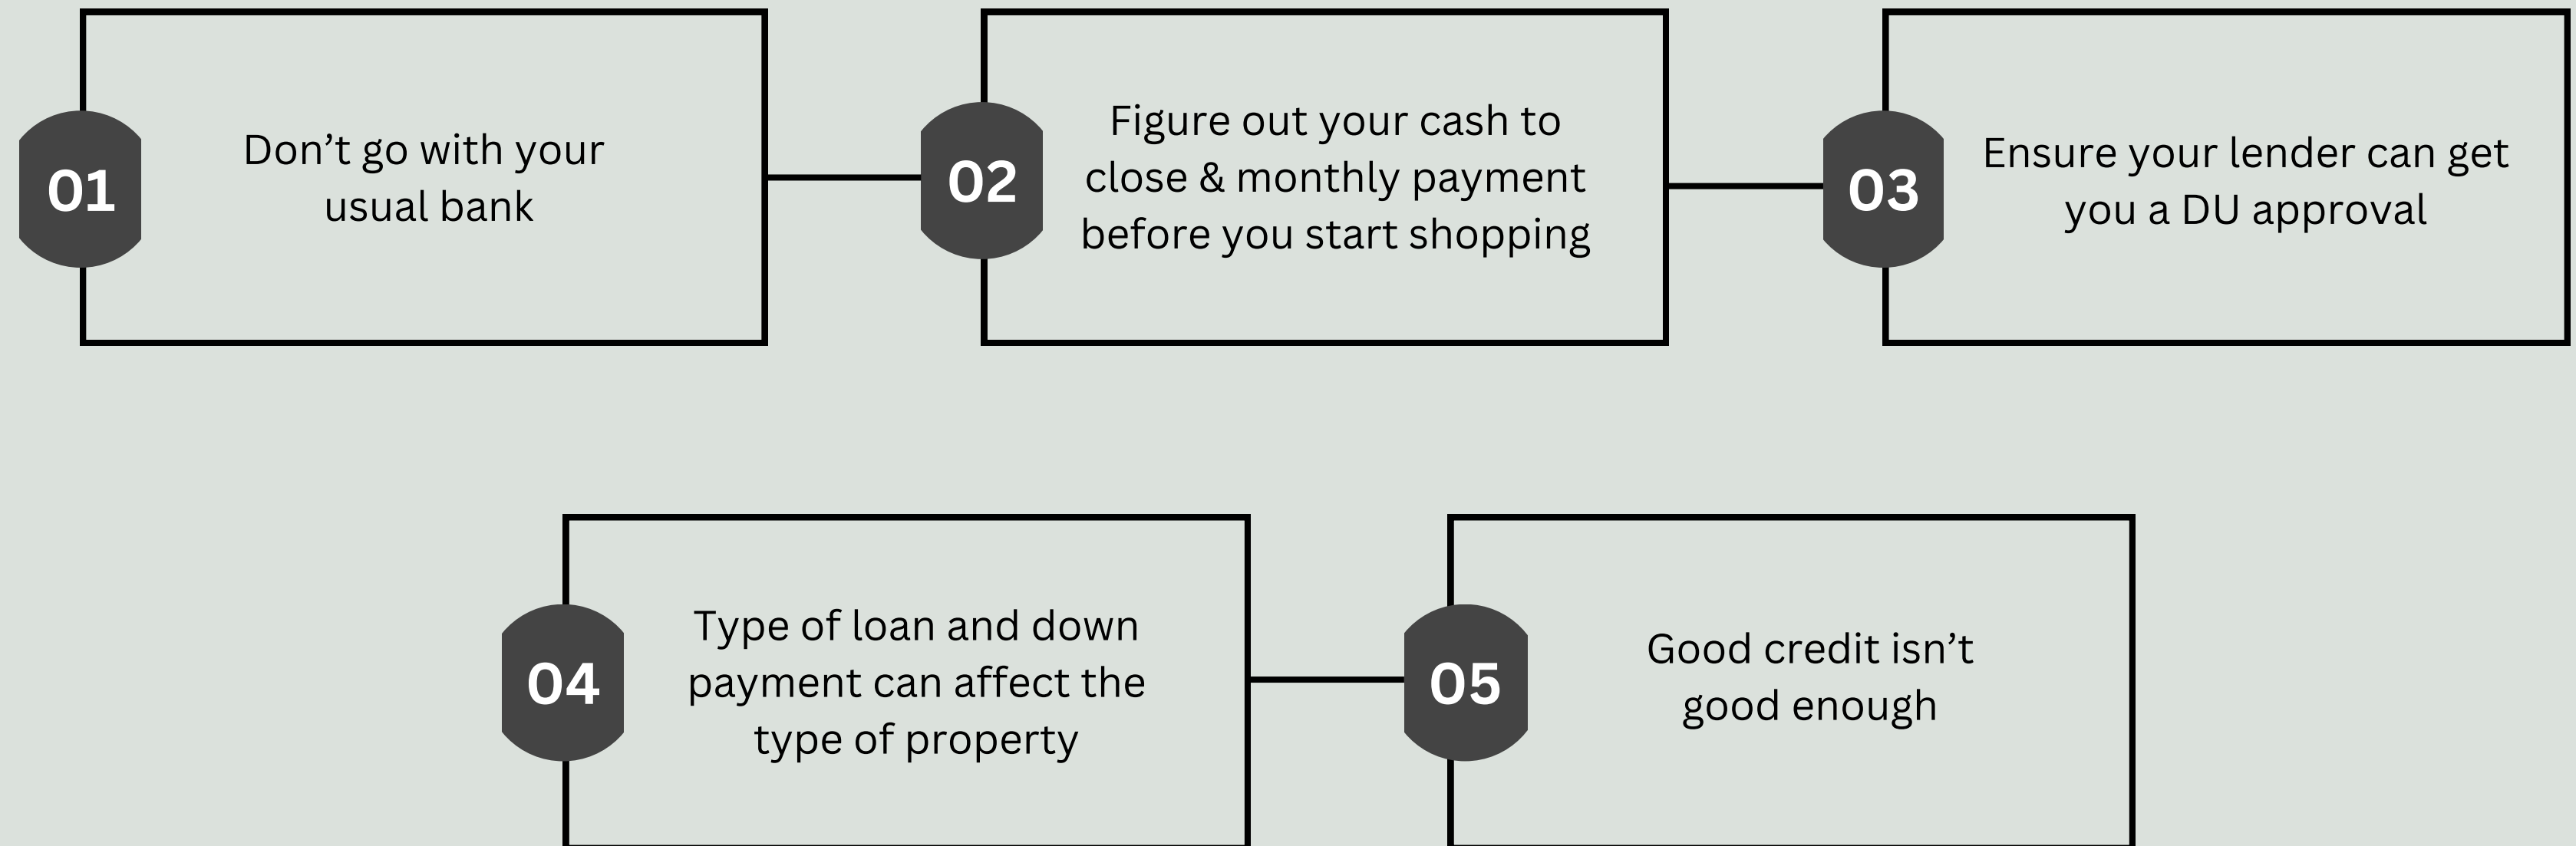 01
Don’t go with your
usual bank
02
Figure out your cash to
close & monthly payment
before you start shopping
03
Ensure your lender can get
you a DU approval
04
Type of loan and down
payment can affect the
type of property
05
Good credit isn’t
good enough